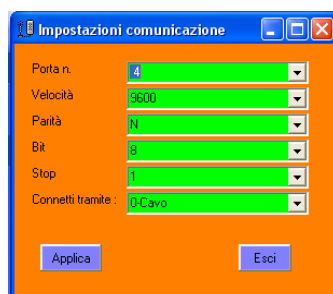 Impostazioni comunicazione
Porta n. 4
Velocità 9600
Parità N
Bit 8
Stop 1
Connetti tramite : 0-Cavo
Applica Esci